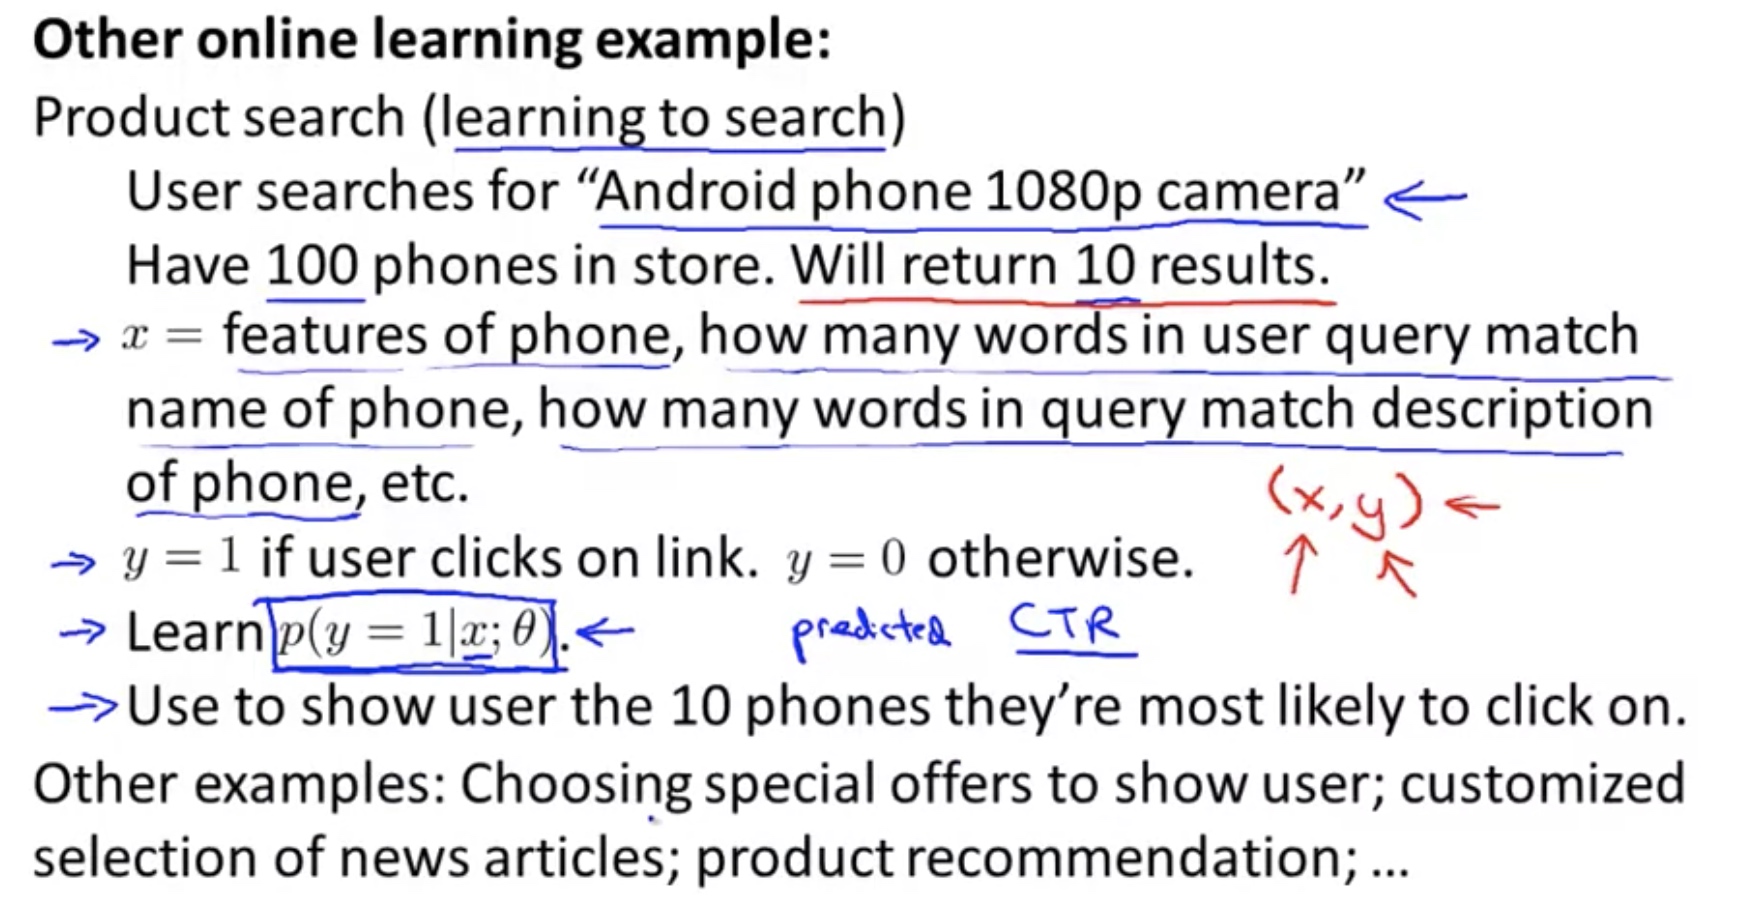 Other online learning example:
Product search (learning to search)
User searches for “Android phone 1080p camera”
Have 100 phones in store. Will return 10 results.
x = features of phone, how many words in user query match
name of phone, how many words in query match description
of phone, etc.
(x, y)
y = 1 if user clicks on link. y = 0 otherwise.
Learn p(y = 1|x; θ). predicted CTR
Use to show user the 10 phones they’re most likely to click on.
Other examples: Choosing special offers to show user; customized
selection of news articles; product recommendation; ...